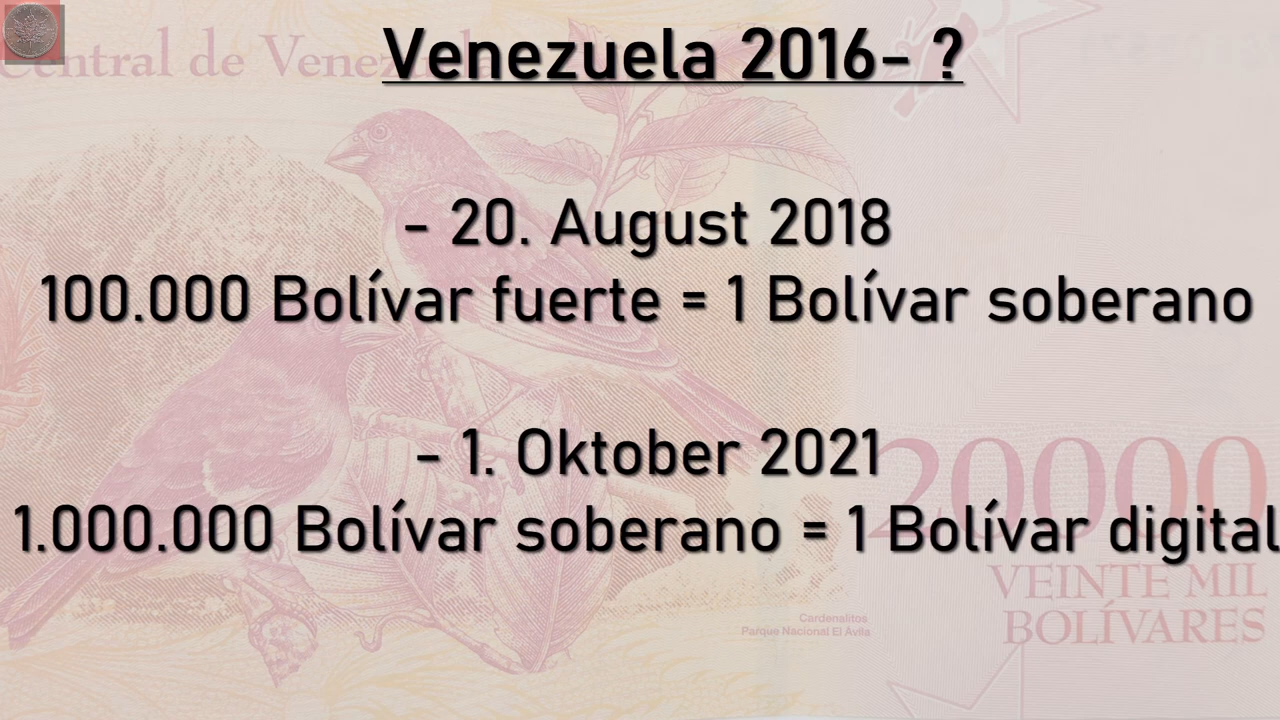 Central de Venezuela
Venezuela 2016- ?
- 20. August 2018
100.000 Bolívar fuerte = 1 Bolívar soberano
- 1. Oktober 2021
1.000.000 Bolívar soberano = 1 Bolívar digital
20000
VEINTE MIL
BOLÍVARES
Cardenalitos
Parque Nacional El Ávila